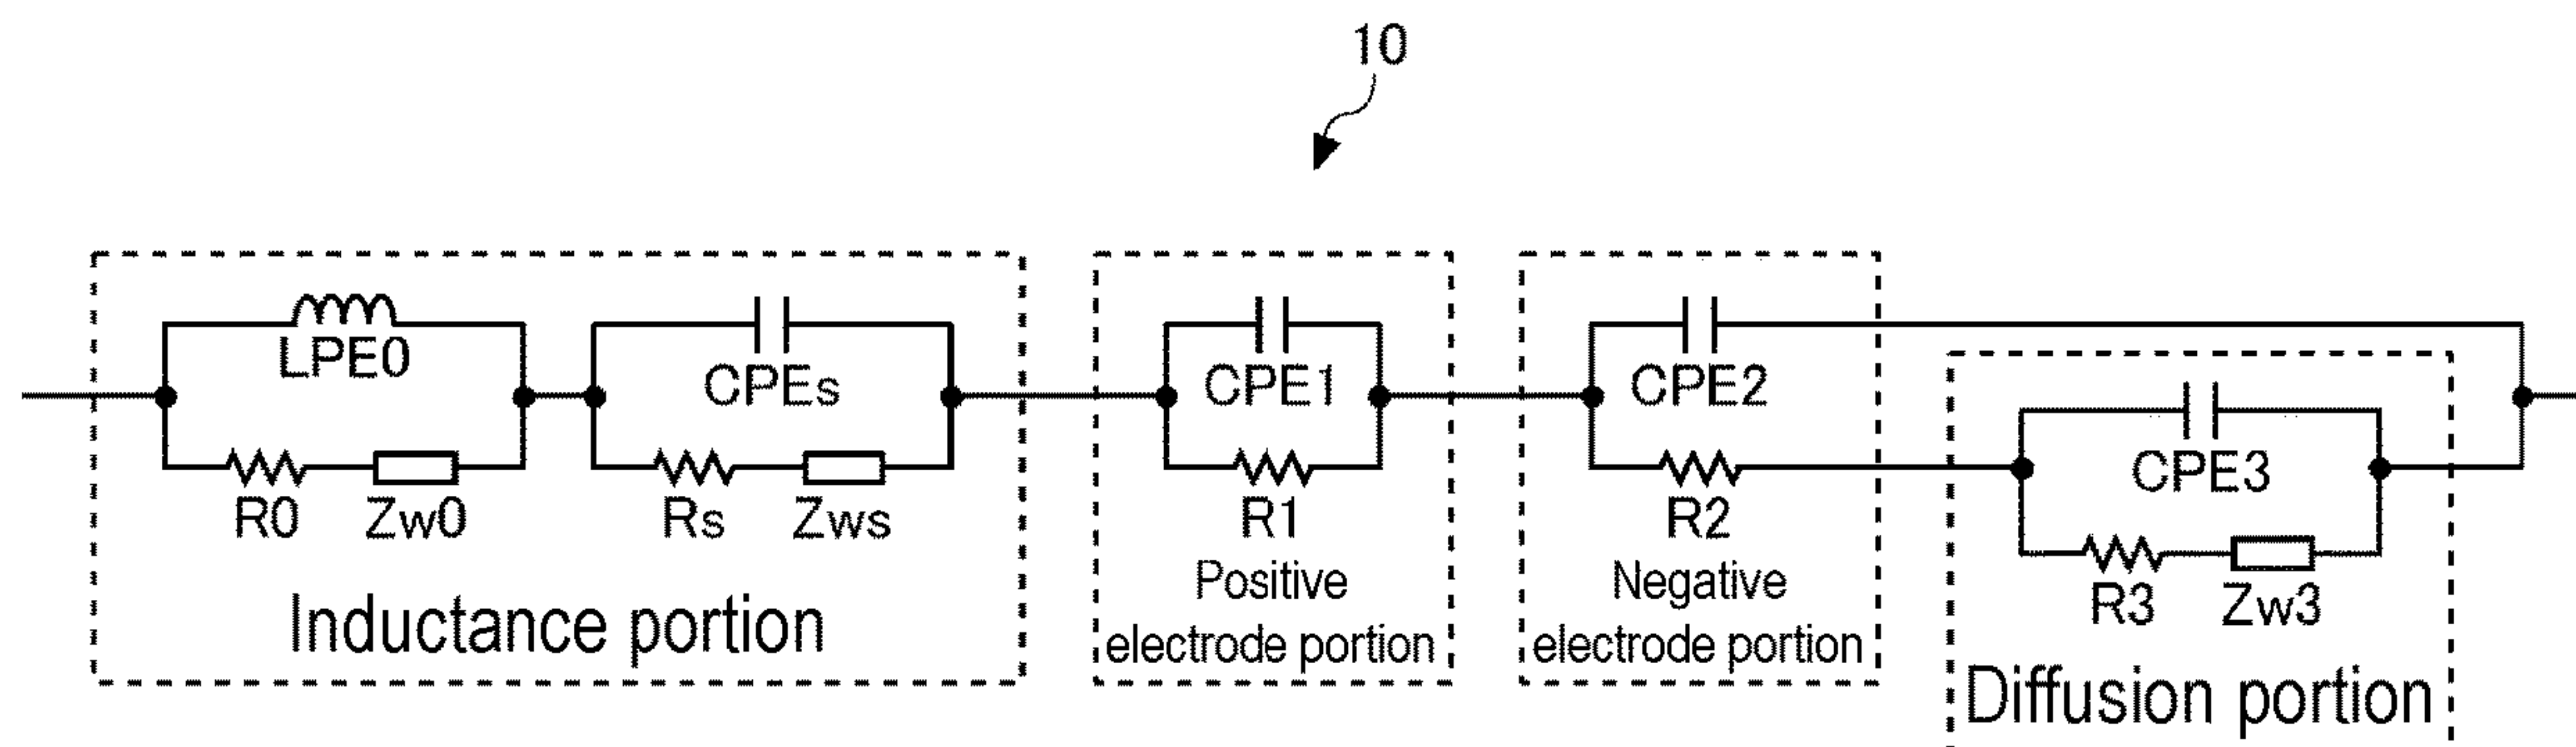 10
LPE0
CPEs
CPE1
CPE2
CPE3
R0
Zw0
Rs
Zws
R1
R2
R3
Zw3
Inductance portion
Positive
electrode portion
Negative
electrode portion
Diffusion portion